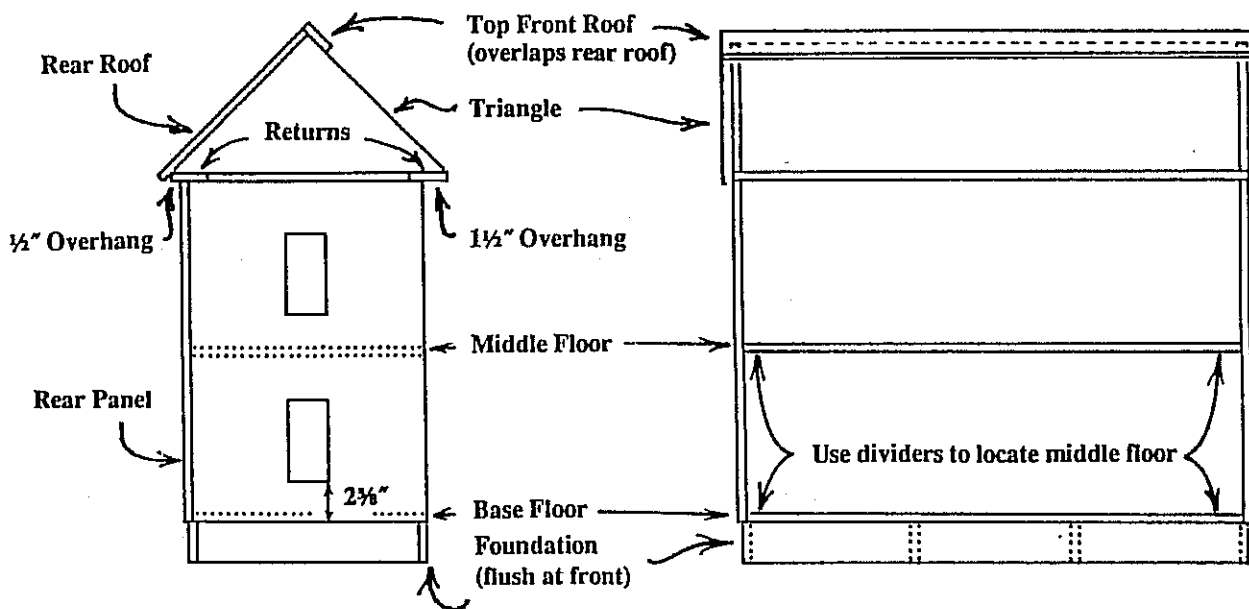 Top Front Roof
(overlaps rear roof)
Rear Roof
Triangle
Returns
½″ Overhang
1½″ Overhang
Middle Floor
Rear Panel
Use dividers to locate middle floor
2⅜″
Base Floor
Foundation
(flush at front)